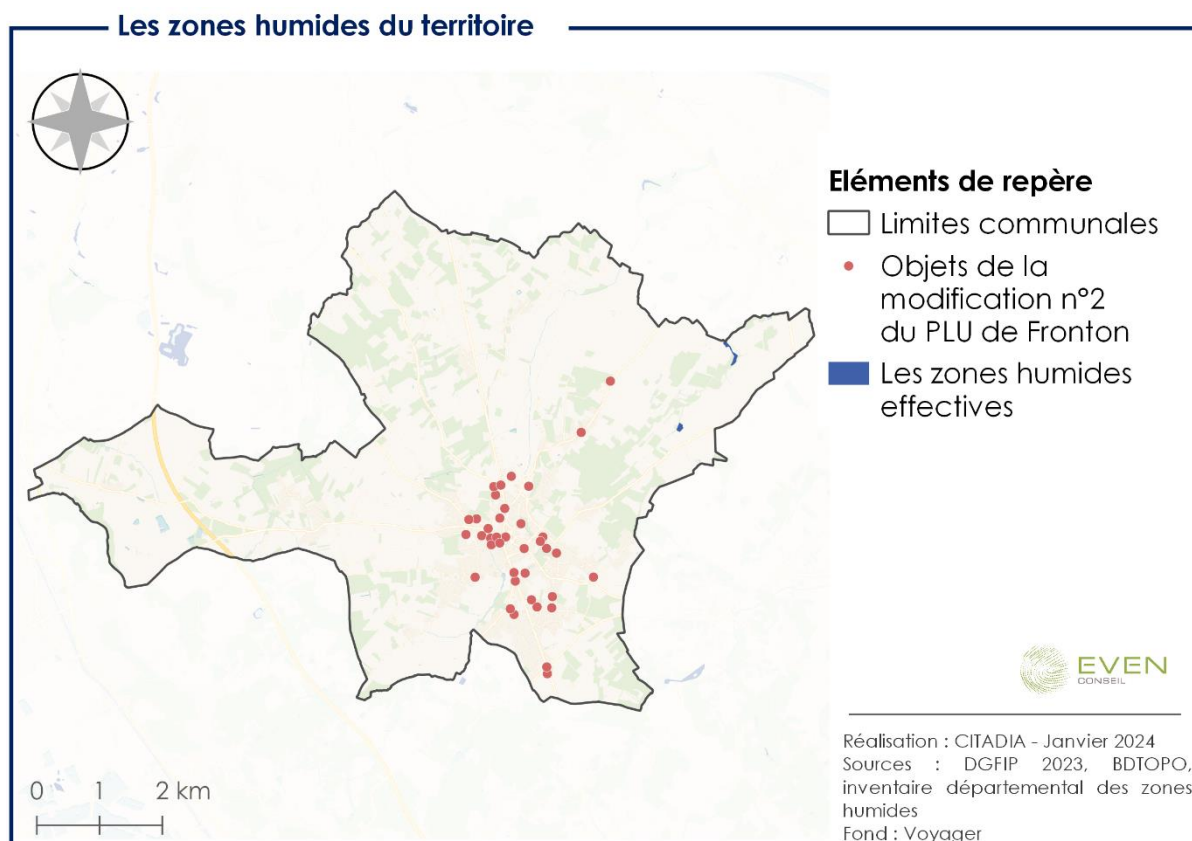 Les zones humides du territoire
Eléments de repère
Limites communales
Objets de la
modification n°2
du PLU de Fronton
Les zones humides
effectives
EVEN
CONSEIL
Réalisation : CITADIA - Janvier 2024
Sources : DGFIP 2023, BDTOPO,
inventaire départemental des zones
humides
Fond : Voyager
0 1 2 km